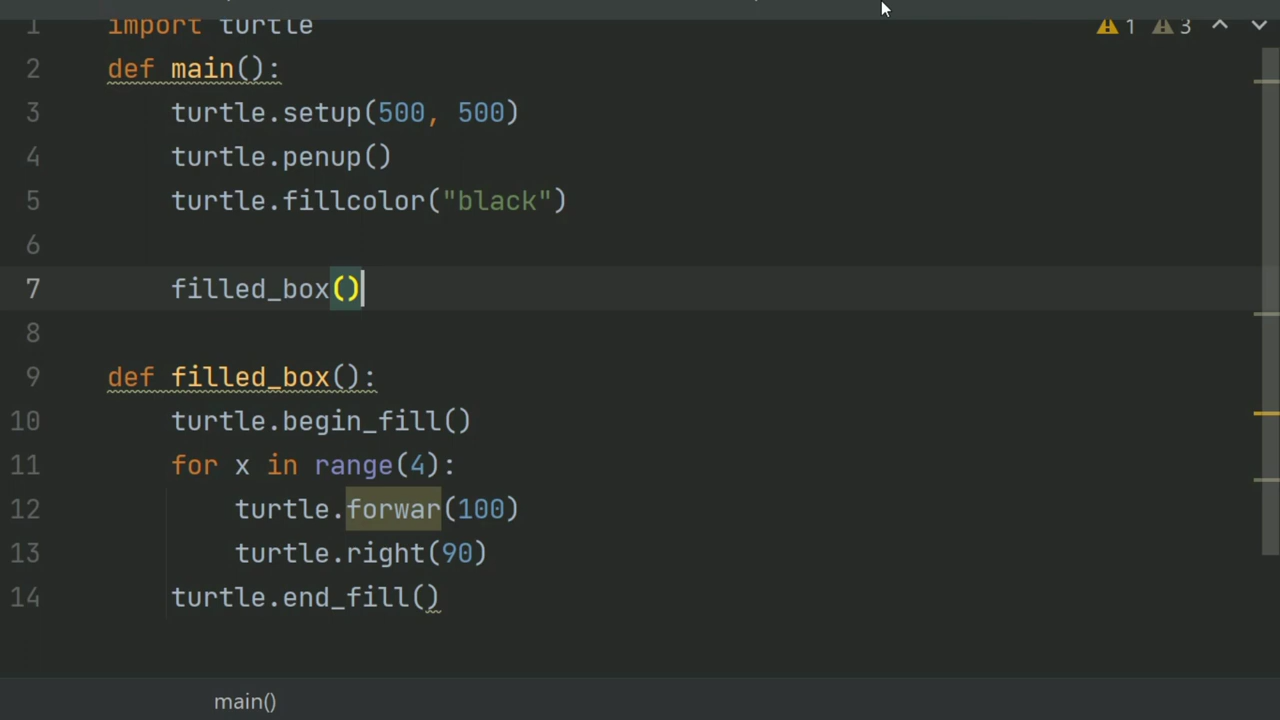 1 import turtle
2 def main():
3 turtle.setup(500, 500)
4 turtle.penup()
5 turtle.fillcolor("black")
6
7 filled_box()
8
9 def filled_box():
10 turtle.begin_fill()
11 for x in range(4):
12 turtle.forwar(100)
13 turtle.right(90)
14 turtle.end_fill()
1 3
main()